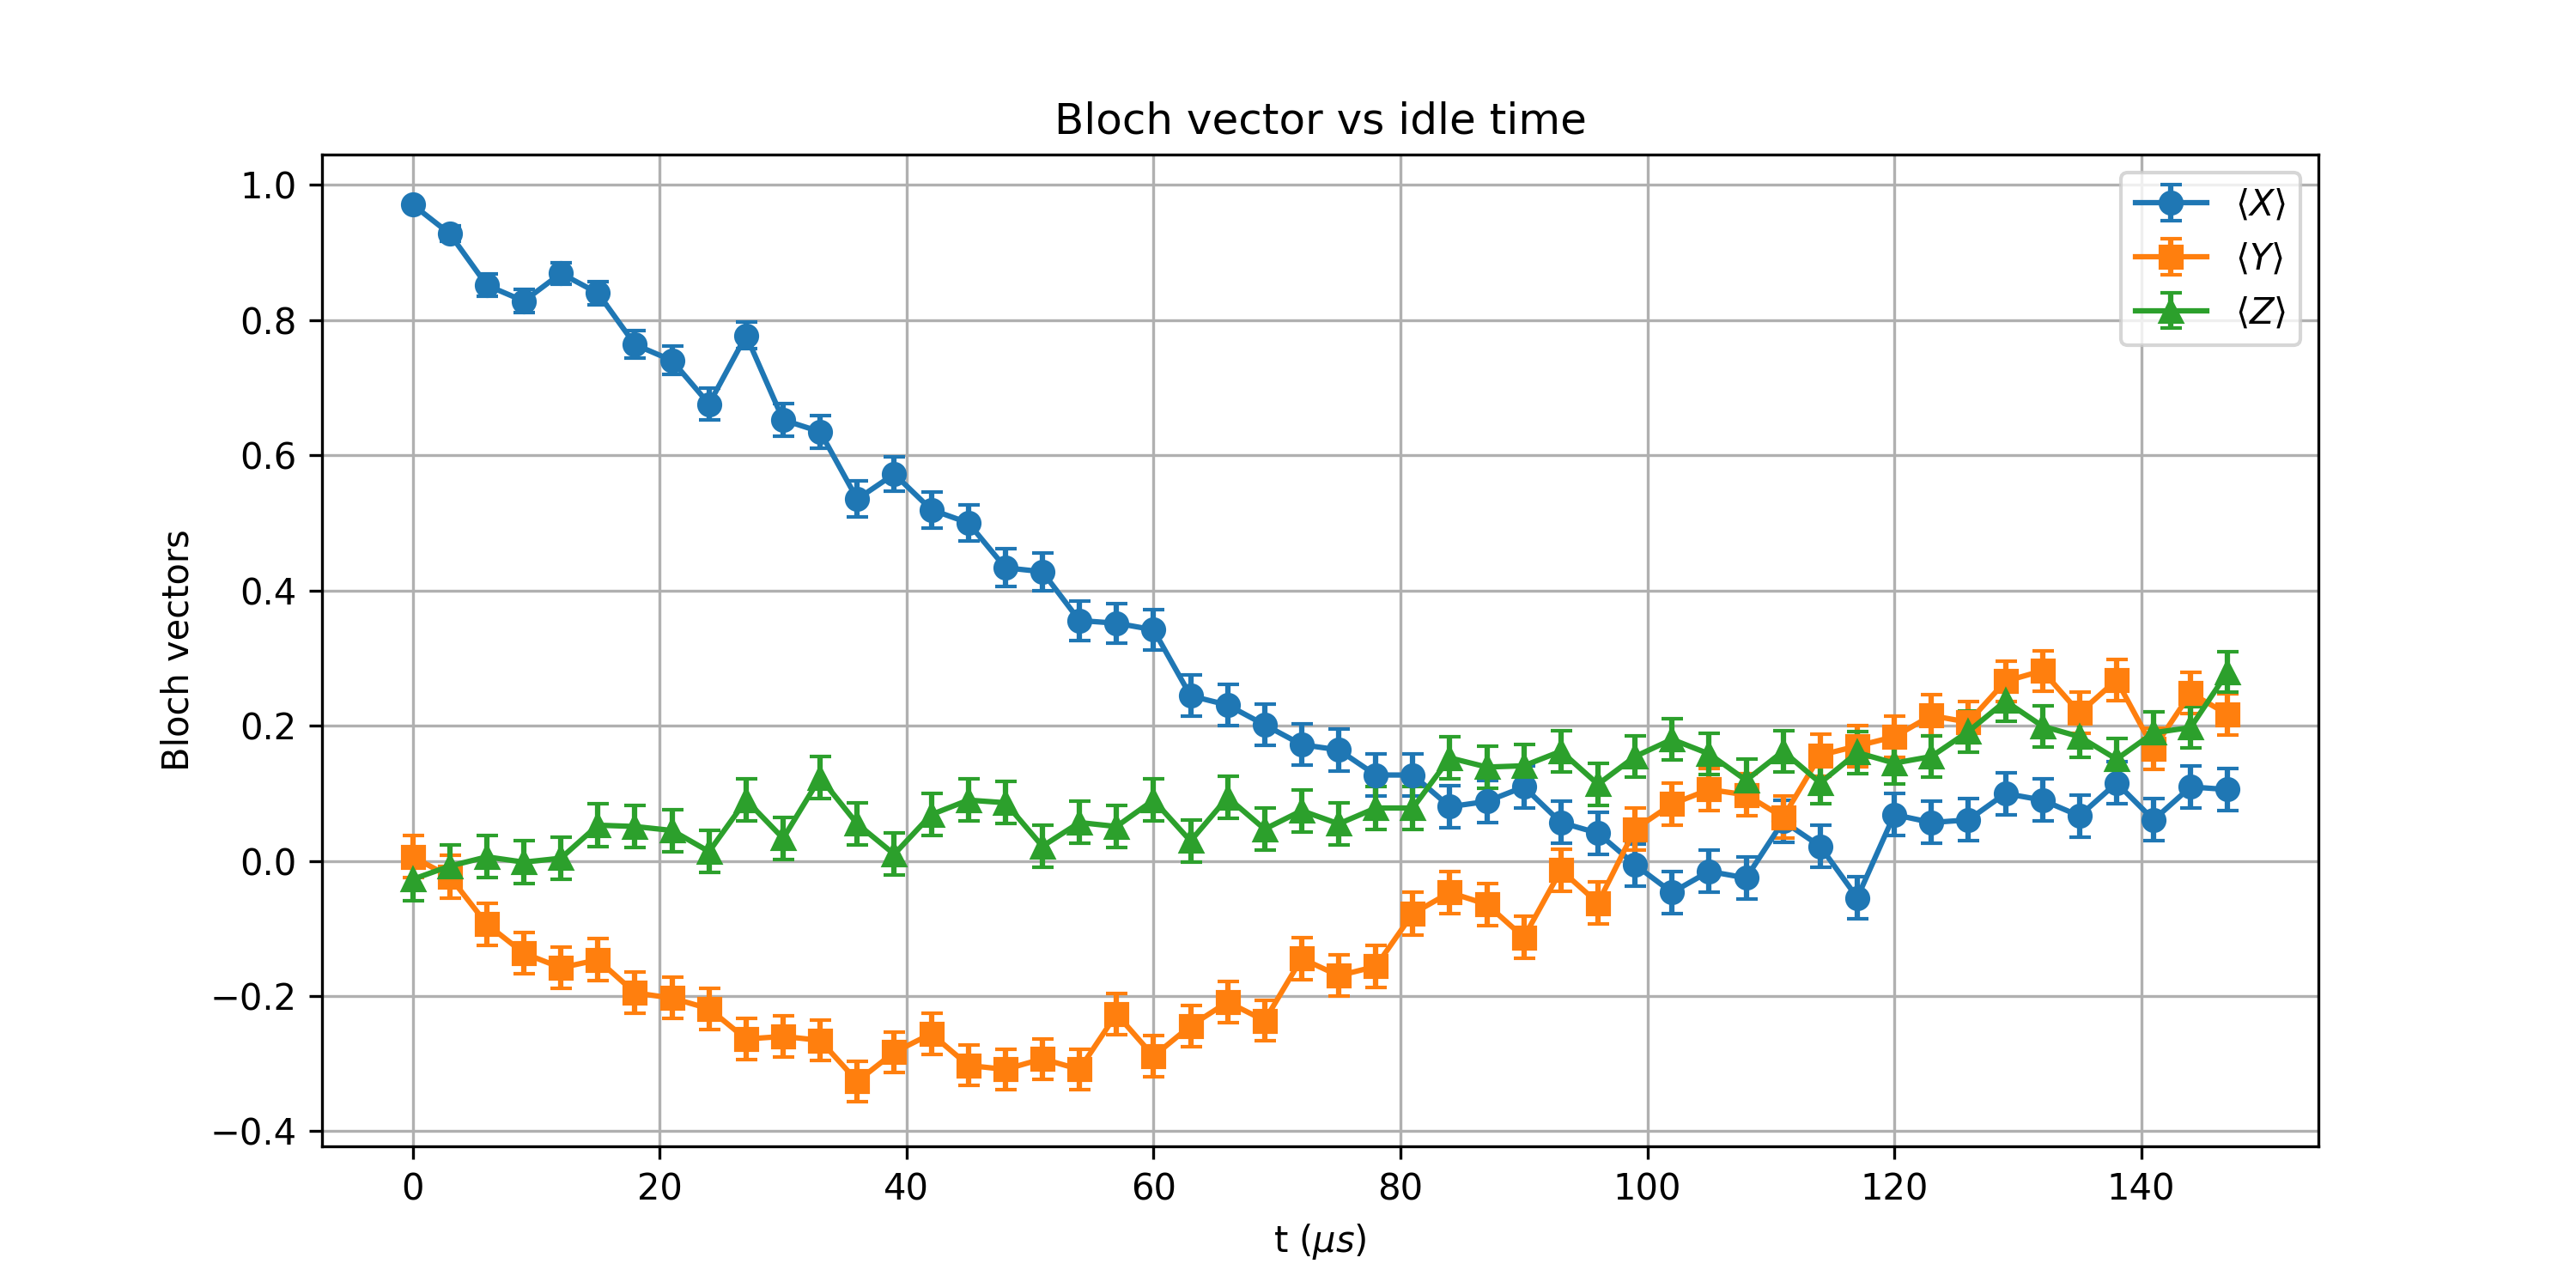 Bloch vector vs idle time
⟨X⟩
⟨Y⟩
⟨Z⟩
Bloch vectors
1.0
0.8
0.6
0.4
0.2
0.0
−0.2
−0.4
0 20 40 60 80 100 120 140
t (μs)